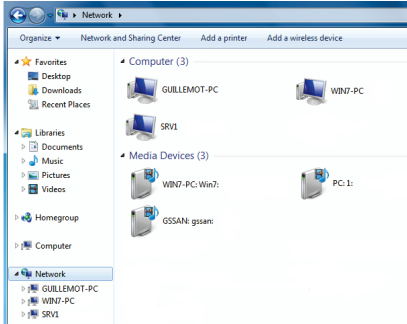 Network
Organize
Network and Sharing Center
Add a printer
Add a wireless device
Favorites
Desktop
Downloads
Recent Places
Libraries
Documents
Music
Pictures
Videos
Homegroup
Computer
Network
GUILLEMOT-PC
WIN7-PC
SRV1
Computer (3)
GUILLEMOT-PC
WIN7-PC
SRV1
Media Devices (3)
WIN7-PC: Win7:
PC: 1:
GSSAN: gssan: